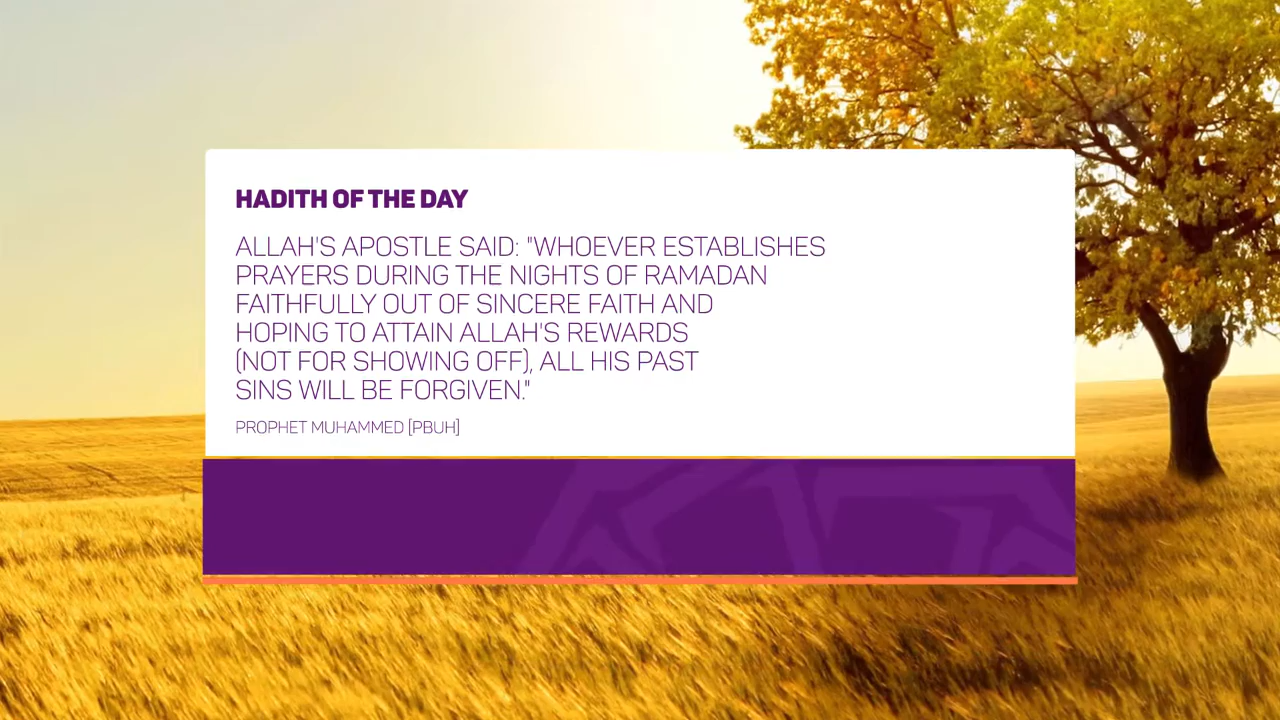 HADITH OF THE DAY
ALLAH'S APOSTLE SAID: "WHOEVER ESTABLISHES
PRAYERS DURING THE NIGHTS OF RAMADAN
FAITHFULLY OUT OF SINCERE FAITH AND
HOPING TO ATTAIN ALLAH'S REWARDS
(NOT FOR SHOWING OFF), ALL HIS PAST
SINS WILL BE FORGIVEN."
PROPHET MUHAMMED [PBUH]